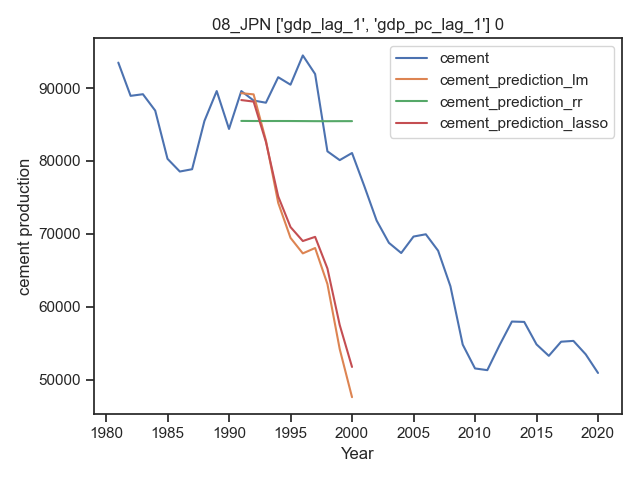 08_JPN ['gdp_lag_1', 'gdp_pc_lag_1'] 0
cement
cement_prediction_lm
cement_prediction_rr
cement_prediction_lasso
90000
80000
70000
60000
50000
cement production
1980 1985 1990 1995 2000 2005 2010 2015 2020
Year